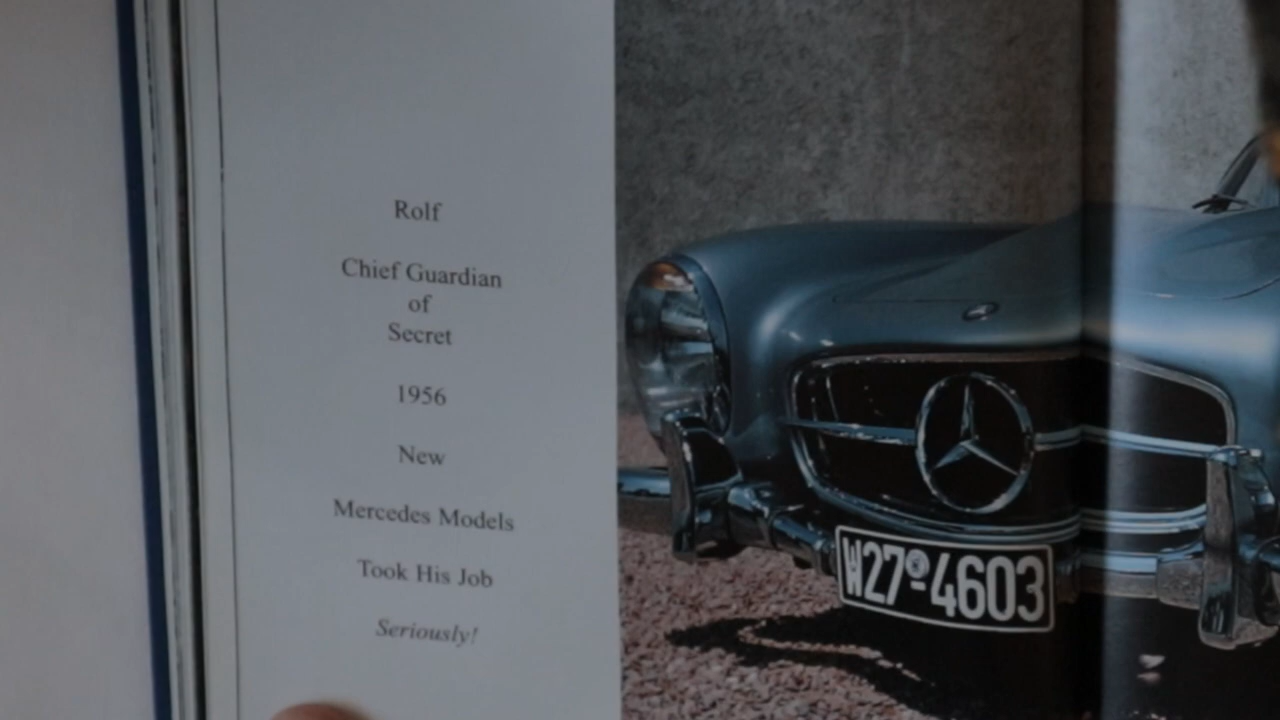 Rolf
Chief Guardian
of
Secret
1956
New
Mercedes Models
Took His Job
Seriously!
W27-4603